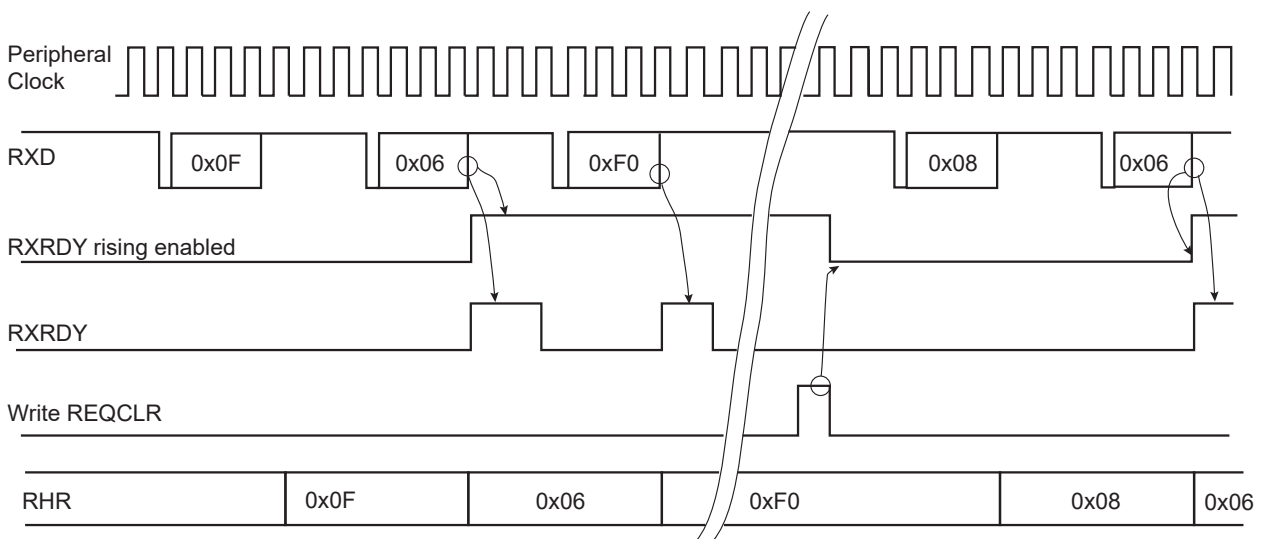 Peripheral
Clock
RXD
0x0F
0x06
0xF0
0x08
0x06
RXRDY rising enabled
RXRDY
Write REQCLR
RHR
0x0F
0x06
0xF0
0x08
0x06